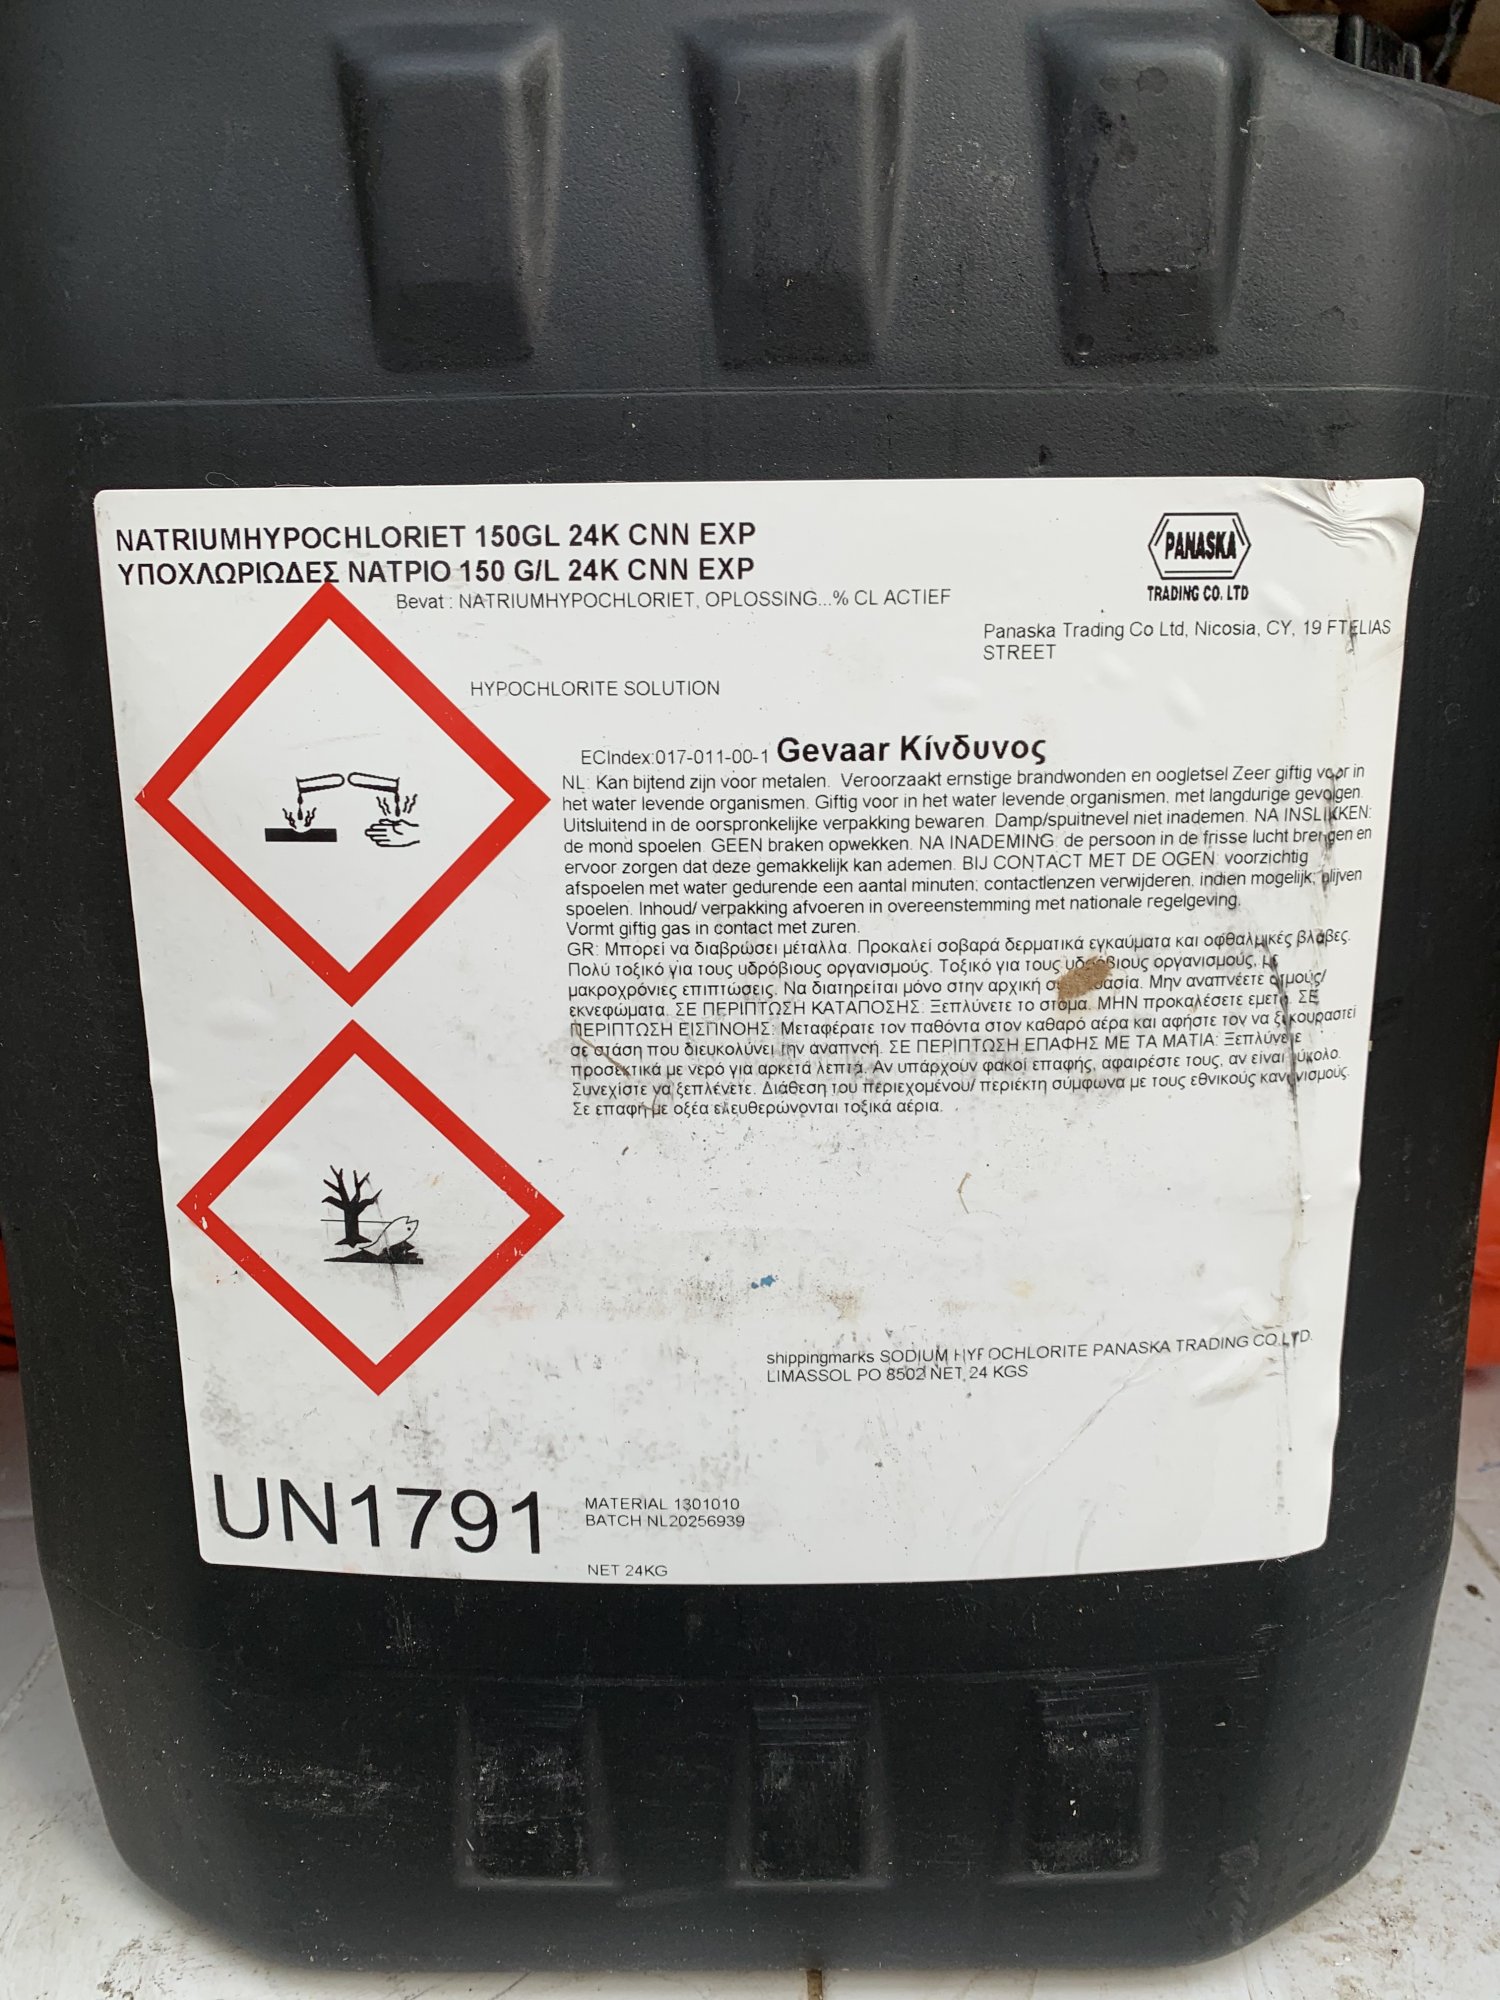 NATRIUMHYPOCHLORIET 150GL 24K CNN EXP
ΥΠΟΧΛΩΡΙΩΔΕΣ ΝΑΤΡΙΟ 150 G/L 24K CNN EXP
Bevat : NATRIUMHYPOCHLORIET, OPLOSSING...% CL ACTIEF
PANASKA
TRADING CO. LTD
Panaska Trading Co Ltd, Nicosia, CY, 19 FTELIAS
STREET
HYPOCHLORITE SOLUTION
ECIndex:017-011-00-1 Gevaar Κίνδυνος
NL: Kan bijtend zijn voor metalen. Veroorzaakt ernstige brandwonden en oogletsel Zeer giftig voor in
het water levende organismen. Giftig voor in het water levende organismen, met langdurige gevolgen.
Uitsluitend in de oorspronkelijke verpakking bewaren. Damp/spuitnevel niet inademen. NA INSLIKKEN:
de mond spoelen. GEEN braken opwekken. NA INADEMING: de persoon in de frisse lucht brengen en
ervoor zorgen dat deze gemakkelijk kan ademen. BIJ CONTACT MET DE OGEN: voorzichtig
afspoelen met water gedurende een aantal minuten; contactlenzen verwijderen, indien mogelijk; blijven
spoelen. Inhoud/ verpakking afvoeren in overeenstemming met nationale regelgeving.
Vormt giftig gas in contact met zuren.
GR: Μπορεί να διαβρώσει μέταλλα. Προκαλεί σοβαρά δερματικά εγκαύματα και οφθαλμικές βλάβες.
Πολύ τοξικό για τους υδρόβιους οργανισμούς. Τοξικό για τους υδρόβιους οργανισμούς, με
μακροχρόνιες επιπτώσεις. Να διατηρείται μόνο στην αρχική Μην αναπνέετε ατμούς/
εκνεφώματα. ΣΕ ΠΕΡΙΠΤΩΣΗ ΚΑΤΑΠΟΣΗΣ: Ξεπλύνετε το στόμα. ΜΗΝ προκαλέσετε εμετό. ΣΕ
ΠΕΡΙΠΤΩΣΗ ΕΙΣΠΝΟΗΣ: Μεταφέρατε τον παθόντα στον καθαρό αέρα και αφήστε τον να ξεκουραστεί
σε στάση που διευκολύνει την αναπνοή. ΣΕ ΠΕΡΙΠΤΩΣΗ ΕΠΑΦΗΣ ΜΕ ΤΑ ΜΑΤΙΑ: Ξεπλύνετε
προσεκτικά με νερό για αρκετά λεπτά. Αν υπάρχουν φακοί επαφής, αφαιρέστε τους, αν είναι εύκολο.
Συνεχίστε να ξεπλένετε. Διάθεση του περιεχομένου/ περιέκτη σύμφωνα με τους εθνικούς κανονισμούς.
Σε επαφή με οξέα ελευθερώνονται τοξικά αέρια.
shippingmarks SODIUM HYPOCHLORITE PANASKA TRADING CO.LTD.
LIMASSOL PO 8502 NET 24 KGS
UN1791
MATERIAL 1301010
BATCH NL20256939
NET 24KG